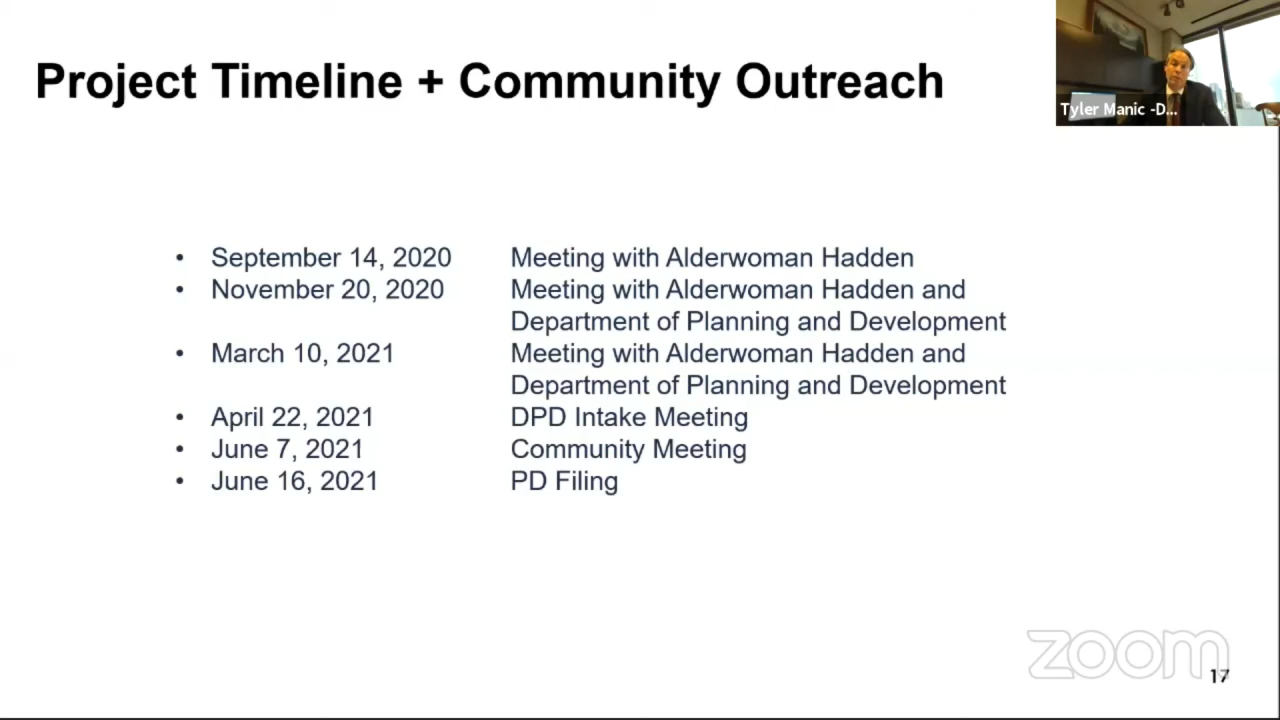 Project Timeline + Community Outreach
Tyler Manic -D...
• September 14, 2020 Meeting with Alderwoman Hadden
• November 20, 2020 Meeting with Alderwoman Hadden and
Department of Planning and Development
• March 10, 2021 Meeting with Alderwoman Hadden and
Department of Planning and Development
• April 22, 2021 DPD Intake Meeting
• June 7, 2021 Community Meeting
• June 16, 2021 PD Filing
zoom
17